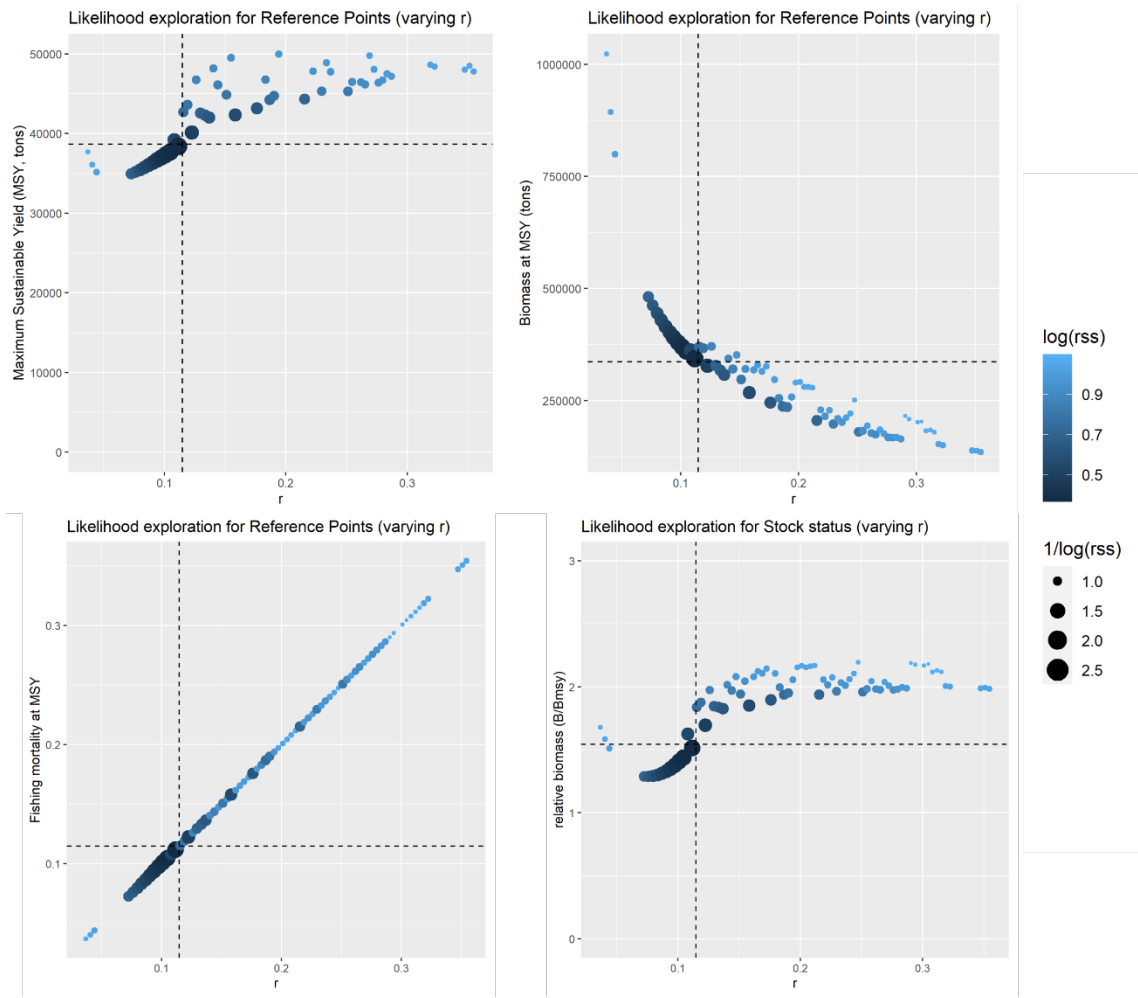 Likelihood exploration for Reference Points (varying r)
Maximum Sustainable Yield (MSY, tons)
50000
40000
30000
20000
10000
0
0.1 0.2 0.3
r
Likelihood exploration for Reference Points (varying r)
Biomass at MSY (tons)
1000000
750000
500000
250000
0.1 0.2 0.3
r
log(rss)
0.9
0.7
0.5
Likelihood exploration for Reference Points (varying r)
Fishing mortality at MSY
0.3
0.2
0.1
0.1 0.2 0.3
r
Likelihood exploration for Stock status (varying r)
relative biomass (B/Bmsy)
3
2
1
0
0.1 0.2 0.3
r
1/log(rss)
1.0
1.5
2.0
2.5